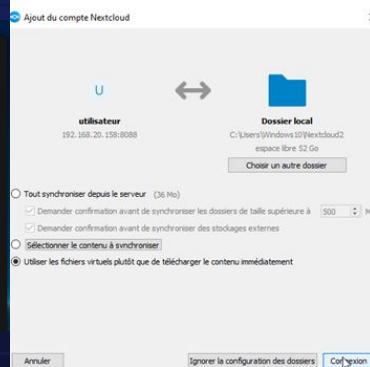 Ajout du compte Nextcloud
U
utilisateur
192.168.20.158:8088
Dossier local
C:\Users\Windows10\Nextcloud2
espace libre 52 Go
Choisir un autre dossier
Tout synchroniser depuis le serveur (36 Mo)
Demander confirmation avant de synchroniser les dossiers de taille supérieure à 500 M
Demander confirmation avant de synchroniser des stockages externes
Sélectionner le contenu à synchroniser
Utiliser les fichiers virtuels plutôt que de télécharger le contenu immédiatement
Annuler Ignorer la configuration des dossiers Connexion